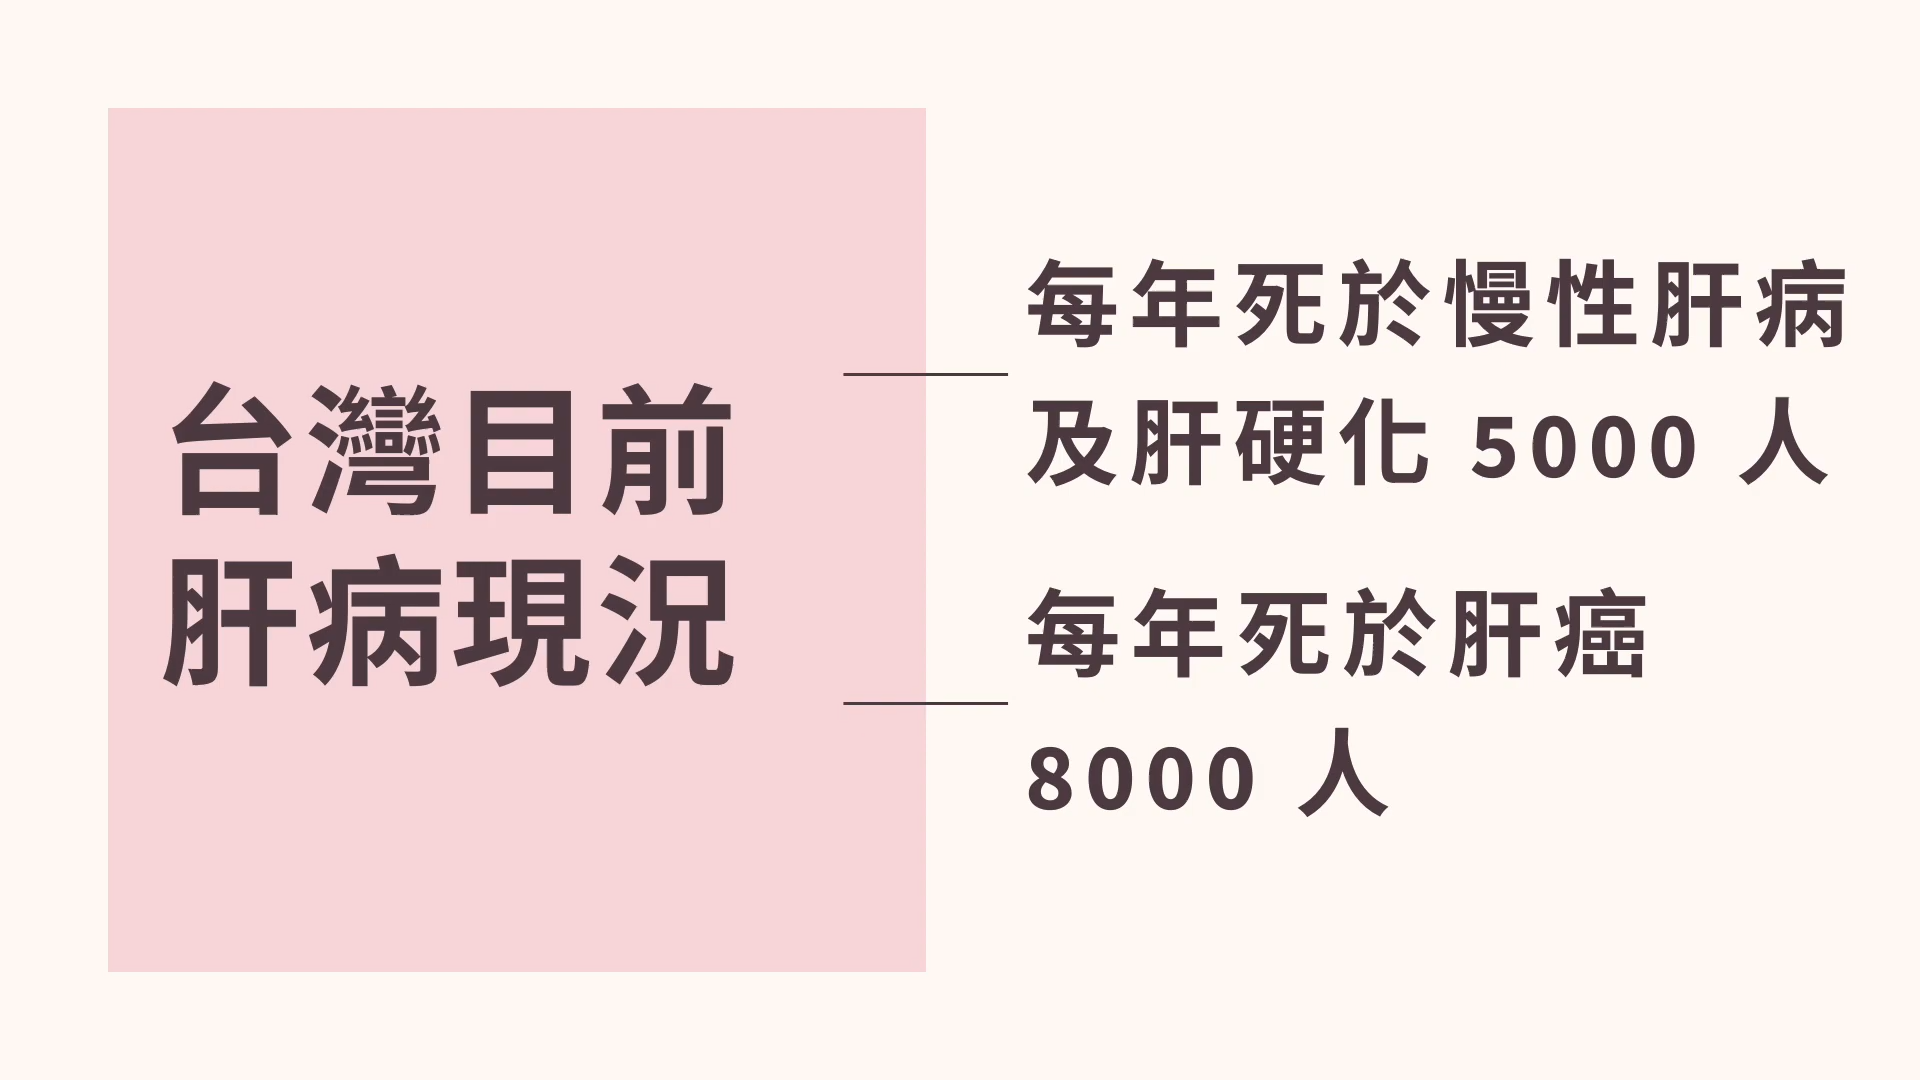 台灣目前
肝病現況
每年死於慢性肝病
及肝硬化 5000 人
每年死於肝癌
8000 人